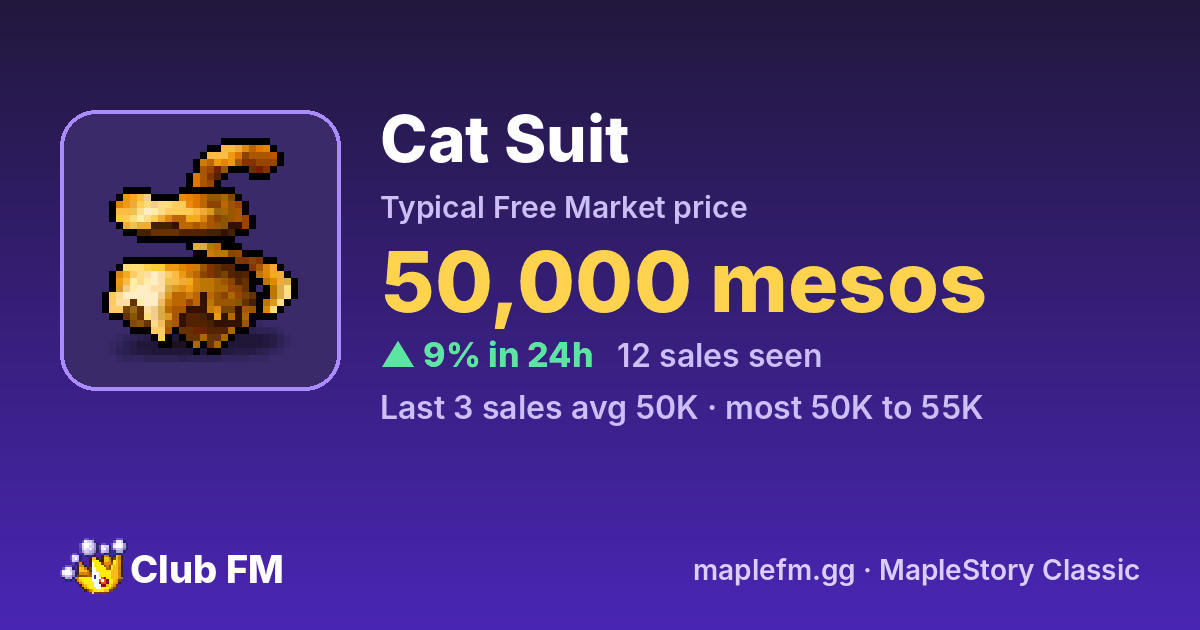 Cat Suit
Typical Free Market price
50,000 mesos
▲ 9% in 24h 12 sales seen
Last 3 sales avg 50K · most 50K to 55K
Club FM
maplefm.gg · MapleStory Classic